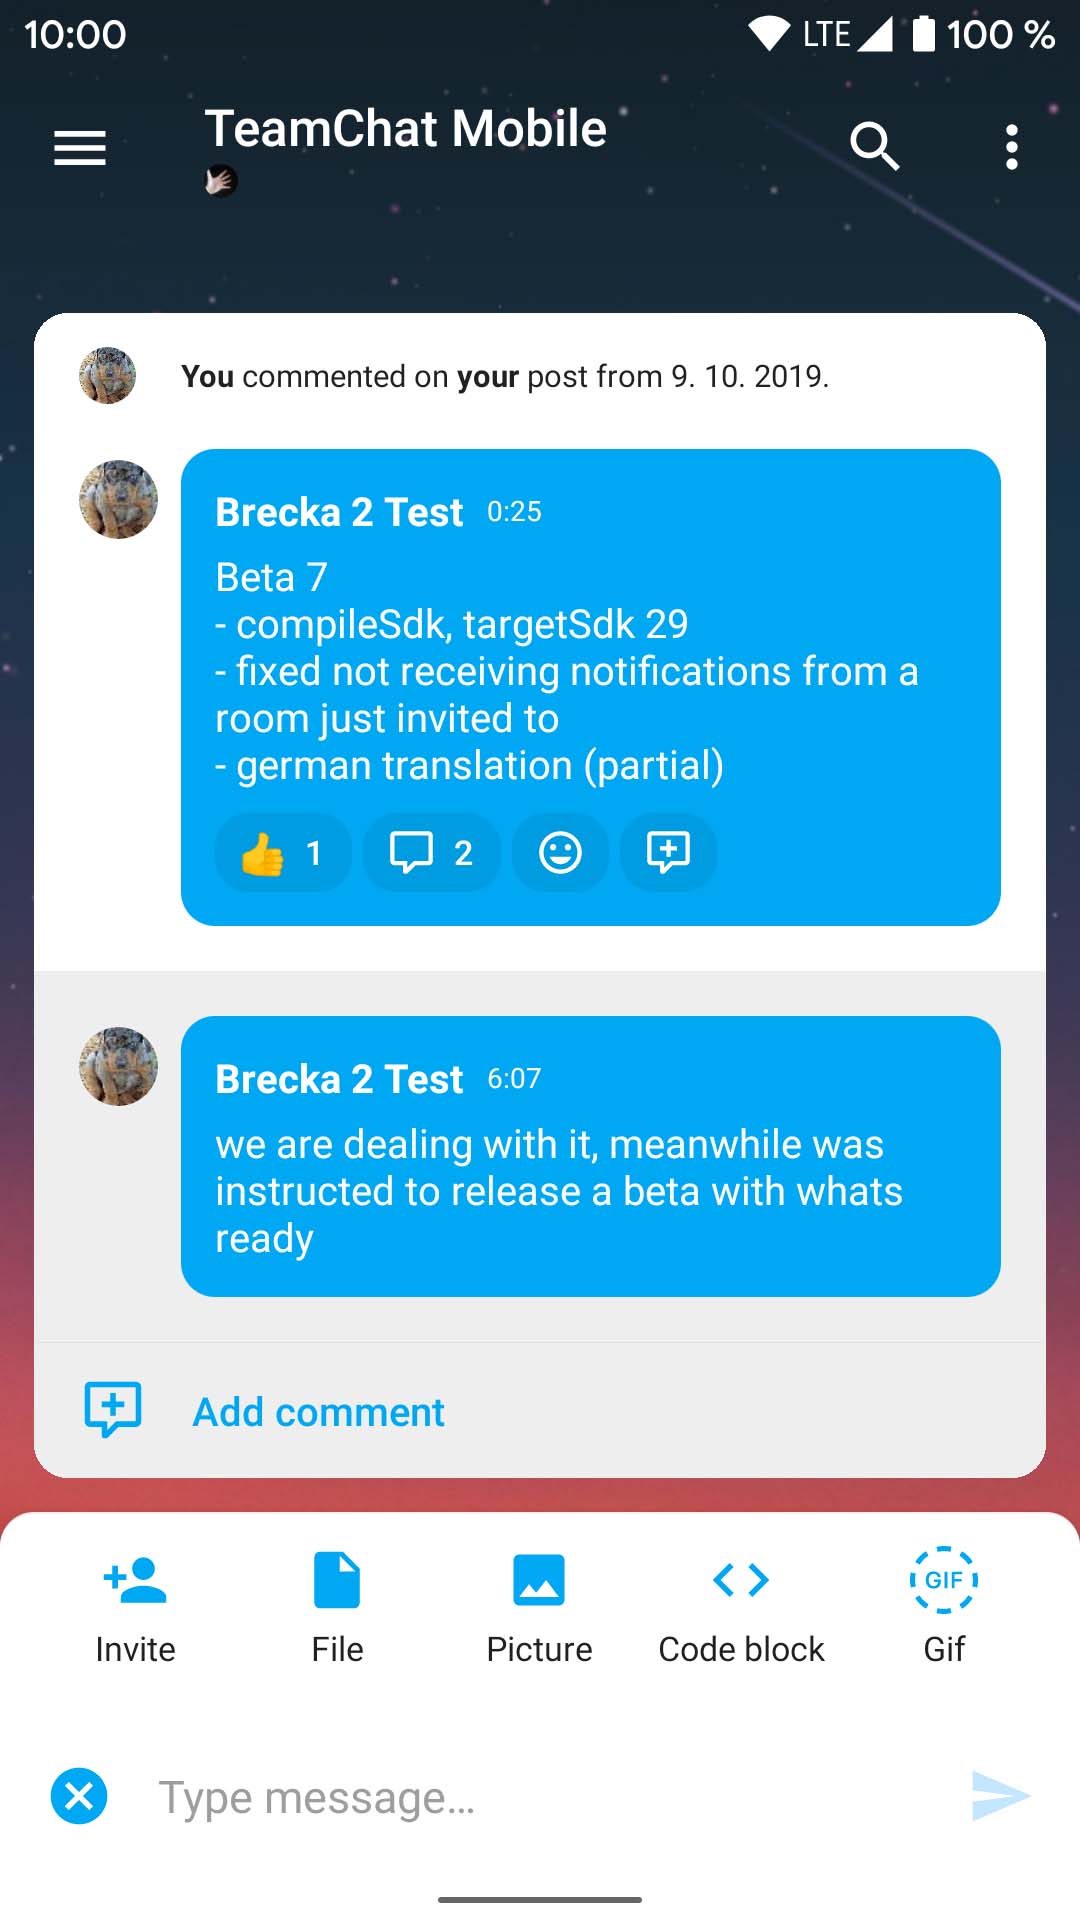 10:00 LTE 100 %
TeamChat Mobile
You commented on your post from 9. 10. 2019.
Brecka 2 Test 0:25
Beta 7
- compileSdk, targetSdk 29
- fixed not receiving notifications from a
room just invited to
- german translation (partial)
👍 1 2
Brecka 2 Test 6:07
we are dealing with it, meanwhile was
instructed to release a beta with whats
ready
Add comment
GIF
Invite File Picture Code block Gif
Type message…